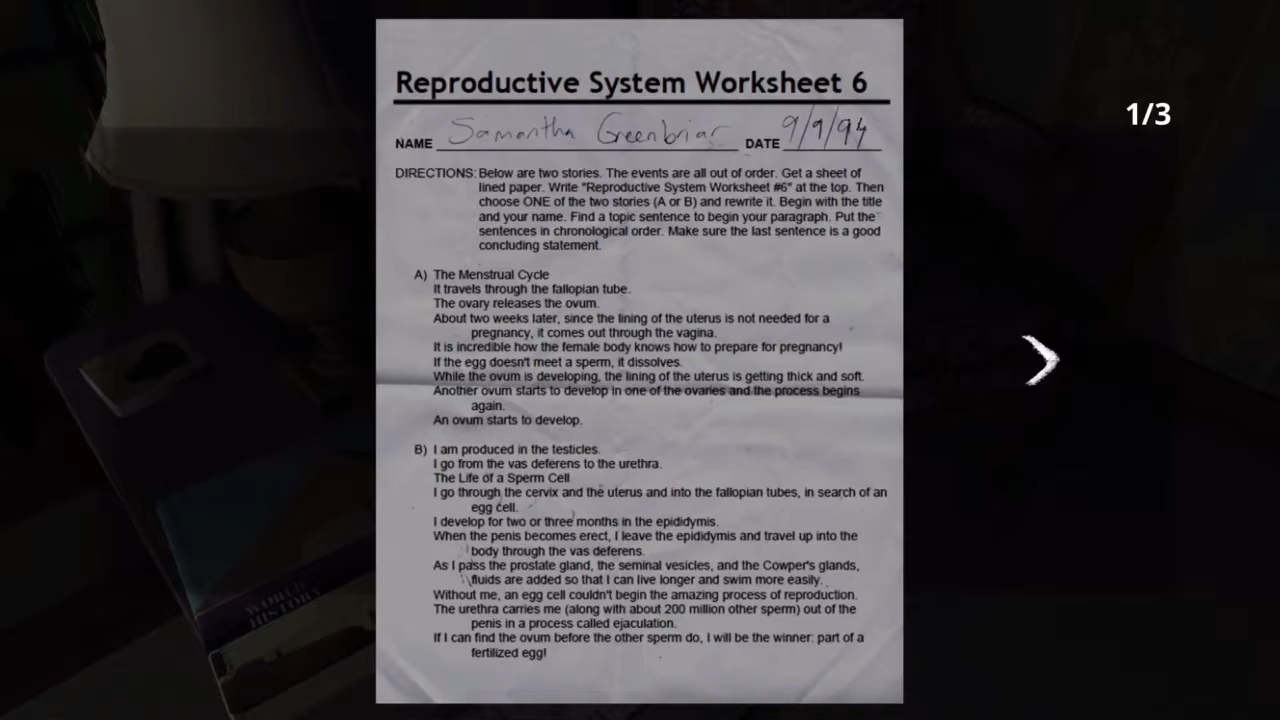 Reproductive System Worksheet 6
1/3
NAME Samantha Greenbriar DATE 9/9/94
DIRECTIONS: Below are two stories. The events are all out of order. Get a sheet of
lined paper. Write "Reproductive System Worksheet #6" at the top. Then
choose ONE of the two stories (A or B) and rewrite it. Begin with the title
and your name. Find a topic sentence to begin your paragraph. Put the
sentences in chronological order. Make sure the last sentence is a good
concluding statement.
A) The Menstrual Cycle
It travels through the fallopian tube.
The ovary releases the ovum.
About two weeks later, since the lining of the uterus is not needed for a
pregnancy, it comes out through the vagina.
It is incredible how the female body knows how to prepare for pregnancy!
If the egg doesn't meet a sperm, it dissolves.
While the ovum is developing, the lining of the uterus is getting thick and soft.
Another ovum starts to develop in one of the ovaries and the process begins
again.
An ovum starts to develop.
B) I am produced in the testicles.
I go from the vas deferens to the urethra.
The Life of a Sperm Cell
I go through the cervix and the uterus and into the fallopian tubes, in search of an
egg cell.
I develop for two or three months in the epididymis.
When the penis becomes erect, I leave the epididymis and travel up into the
body through the vas deferens.
As I pass the prostate gland, the seminal vesicles, and the Cowper's glands,
fluids are added so that I can live longer and swim more easily.
Without me, an egg cell couldn't begin the amazing process of reproduction.
The urethra carries me (along with about 200 million other sperm) out of the
penis in a process called ejaculation.
If I can find the ovum before the other sperm do, I will be the winner: part of a
fertilized egg!
WORLD
HISTORY